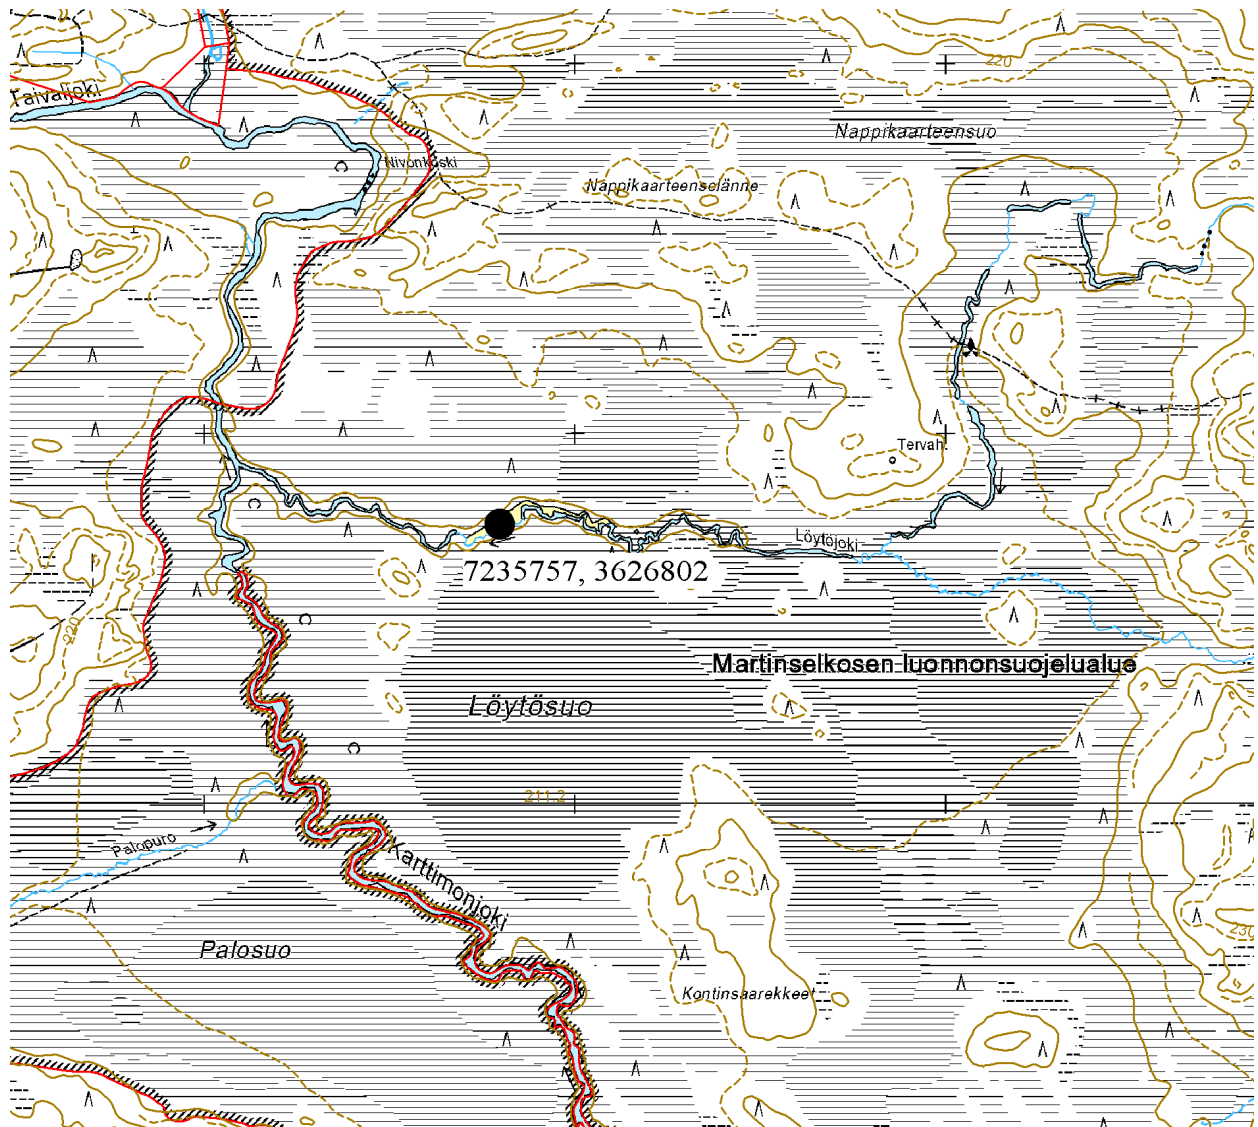 220
Taivaljoki
Nappikaarteensuo
Nivonkoski
Nappikaarteenselänne
Tervah.
Löytöjoki
7235757, 3626802
220
Martinselkosen luonnonsuojelualue
Löytösuo
211.2
Palopuro
Karttimonjoki
230
Palosuo
Kontinsaarekkeet